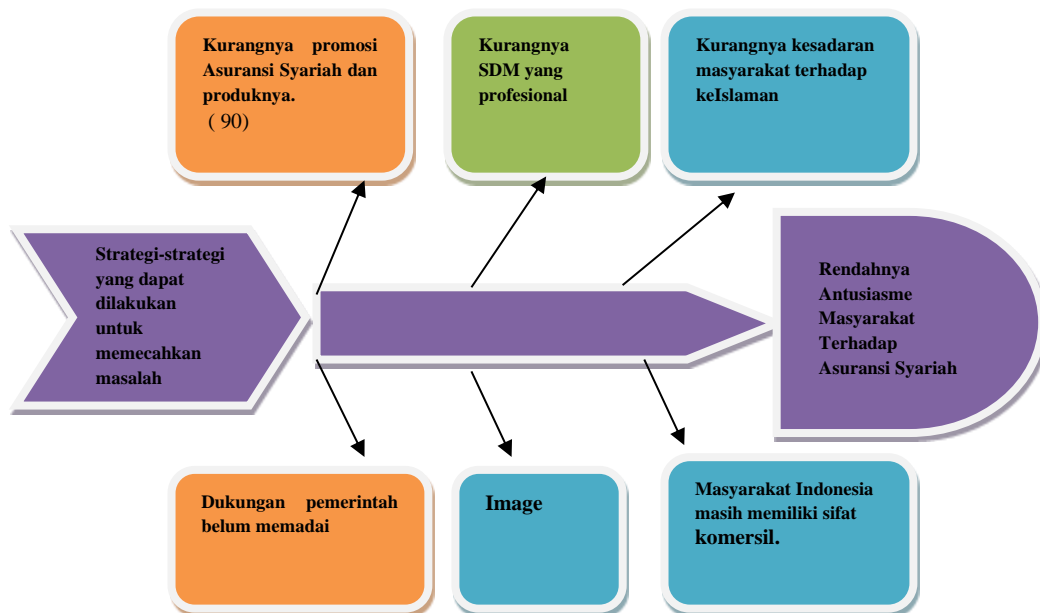 Kurangnya promosi
Asuransi Syariah dan
produknya.
( 90)
Kurangnya
SDM yang
profesional
Kurangnya kesadaran
masyarakat terhadap
keIslaman
Strategi-strategi
yang dapat
dilakukan
untuk
memecahkan
masalah
Rendahnya
Antusiasme
Masyarakat
Terhadap
Asuransi Syariah
Dukungan pemerintah
belum memadai
Image
Masyarakat Indonesia
masih memiliki sifat
komersil.